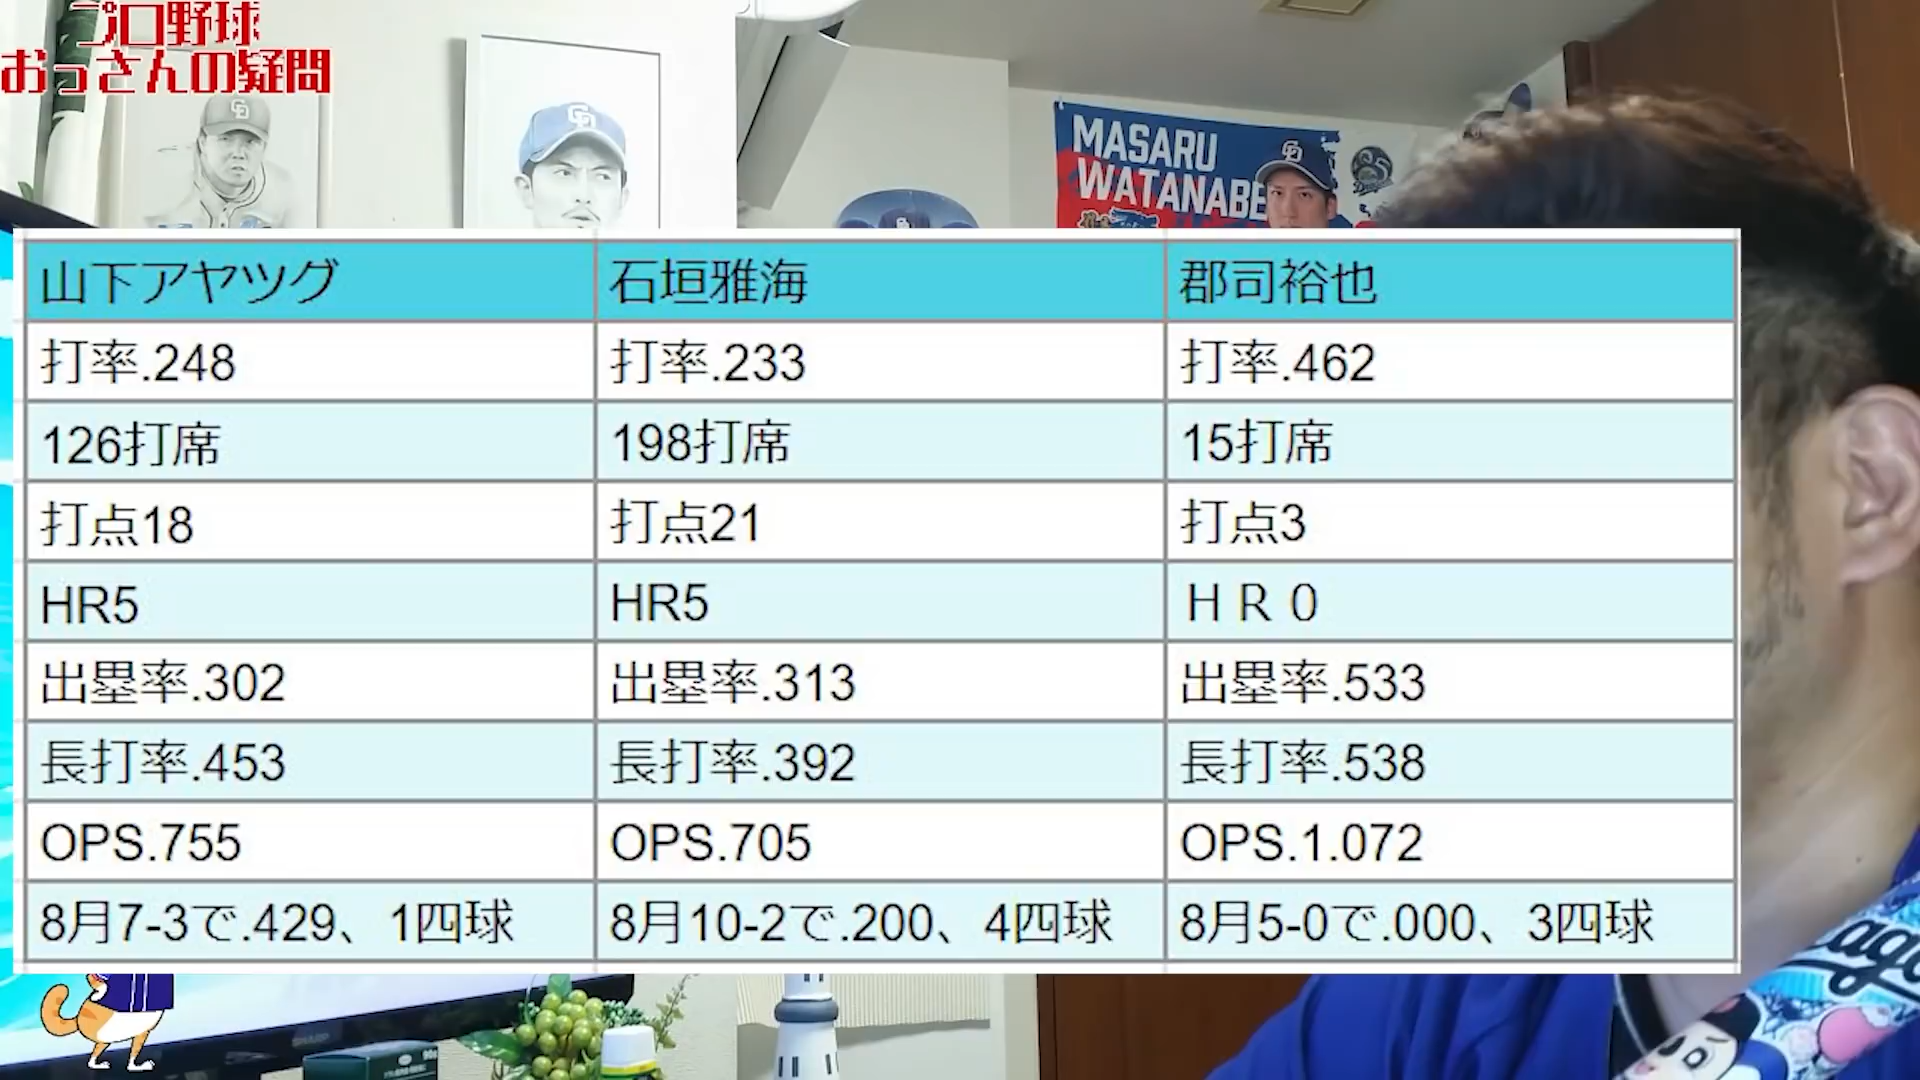 プロ野球
おっさんの疑問
MASARU
WATANABE
山下アヤツグ 石垣雅海 郡司裕也
打率.248 打率.233 打率.462
126打席 198打席 15打席
打点18 打点21 打点3
HR5 HR5 ＨＲ０
出塁率.302 出塁率.313 出塁率.533
長打率.453 長打率.392 長打率.538
OPS.755 OPS.705 OPS.1.072
8月7-3で.429、1四球 8月10-2で.200、4四球 8月5-0で.000、3四球
SHARP